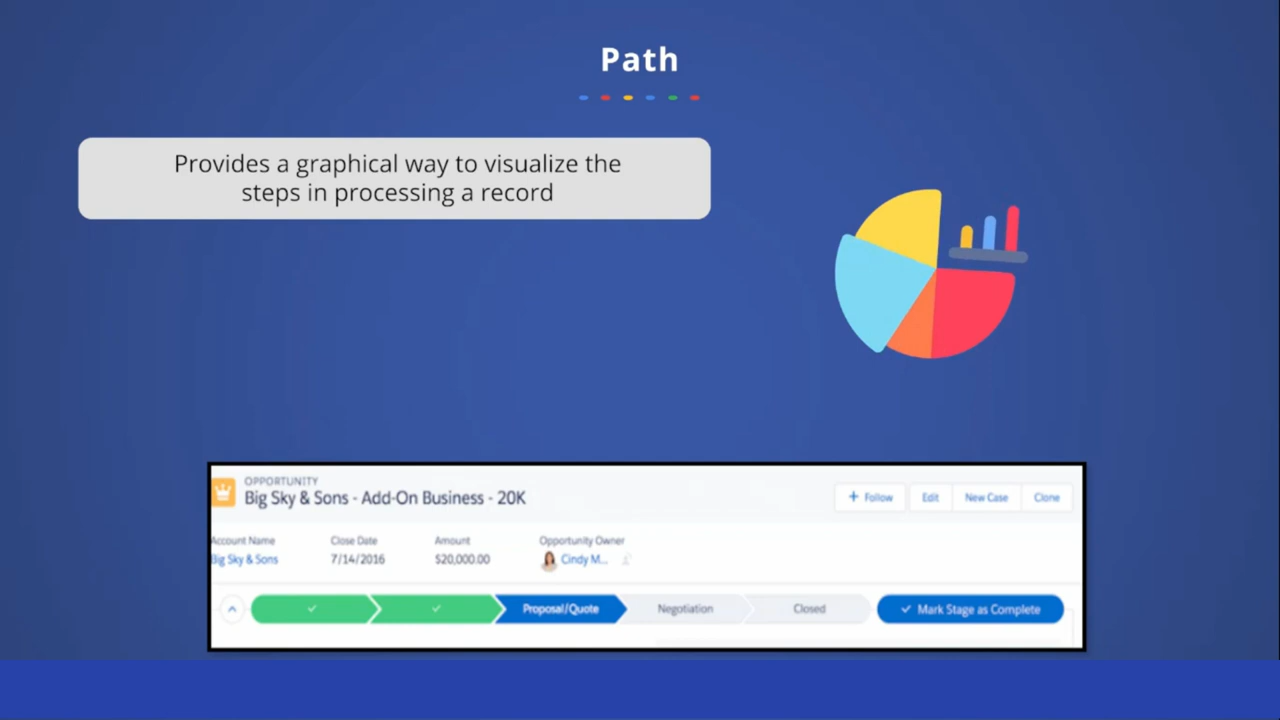 Path
Provides a graphical way to visualize the
steps in processing a record
OPPORTUNITY
Big Sky & Sons - Add-On Business - 20K
+ Follow Edit New Case Clone
Account Name Close Date Amount Opportunity Owner
Big Sky & Sons 7/14/2016 $20,000.00 Cindy M...
Proposal/Quote Negotiation Closed Mark Stage as Complete